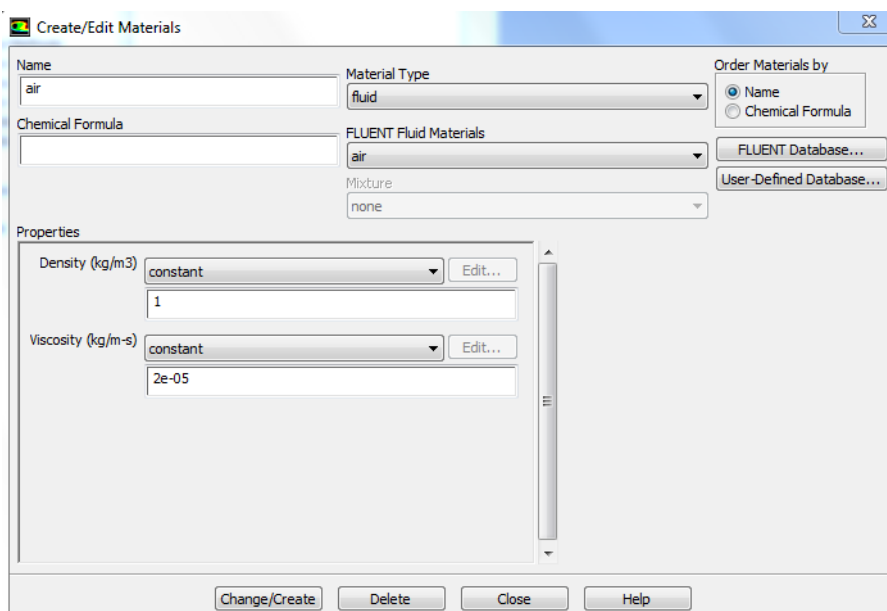 Create/Edit Materials
Name
air
Chemical Formula
Material Type
fluid
FLUENT Fluid Materials
air
Mixture
none
Order Materials by
Name
Chemical Formula
FLUENT Database...
User-Defined Database...
Properties
Density (kg/m3)
constant
Edit...
1
Viscosity (kg/m-s)
constant
Edit...
2e-05
Change/Create
Delete
Close
Help